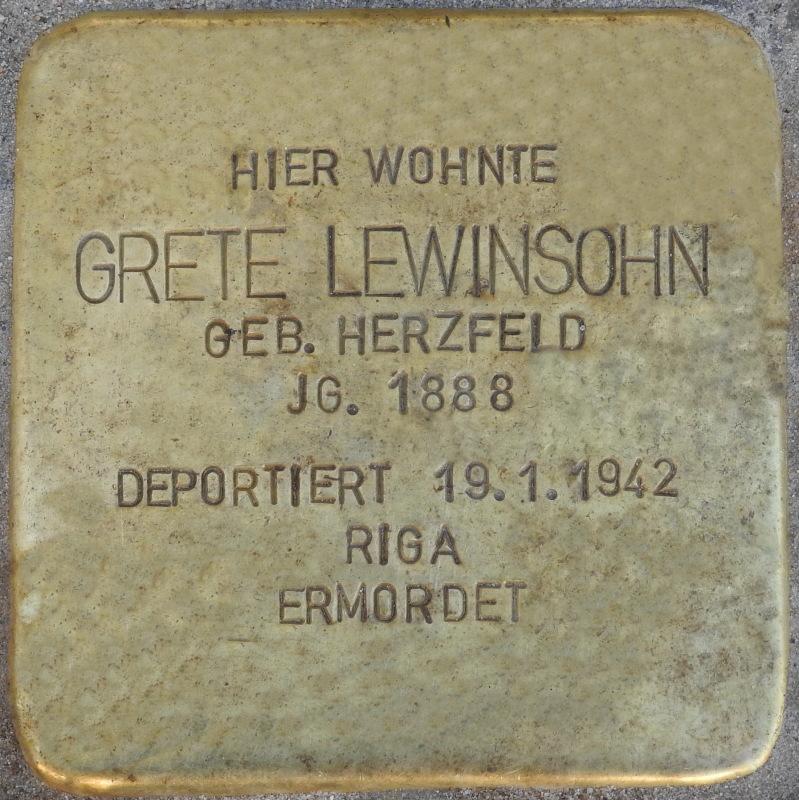 HIER WOHNTE
GRETE LEWINSOHN
GEB. HERZFELD
JG. 1888
DEPORTIERT 19.1.1942
RIGA
ERMORDET